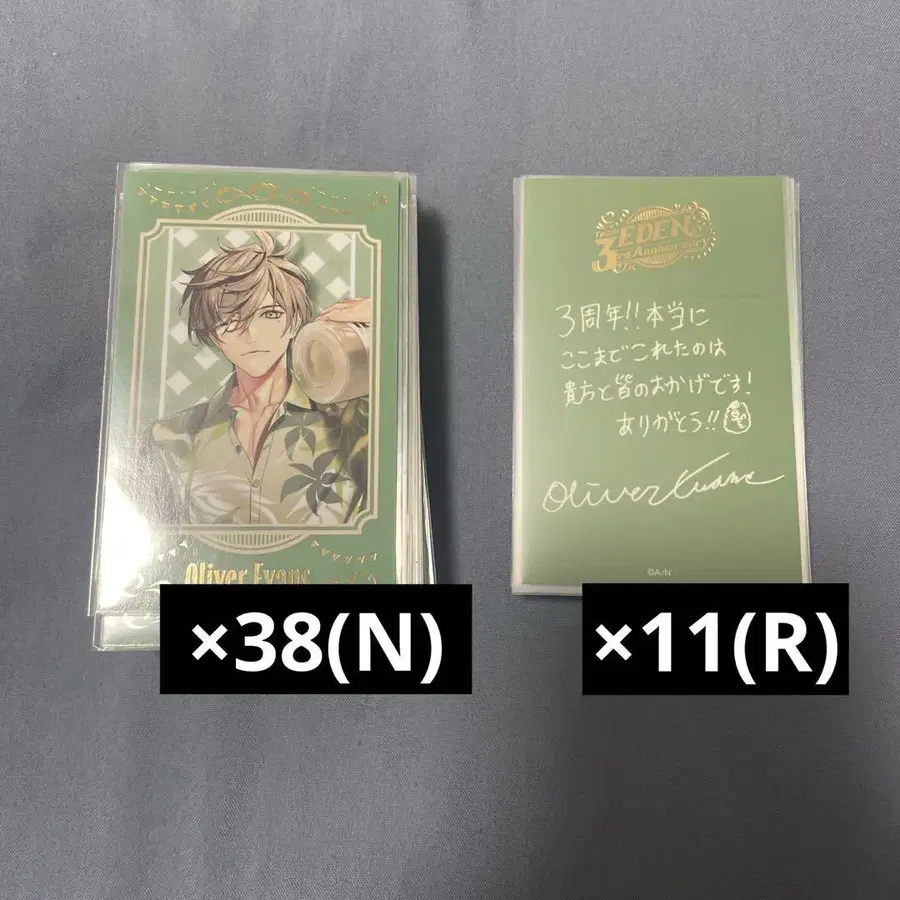 Oliver Evans
×38(N)
Team
EDEN
3rd Anniversary
3周年!!本当に
ここまでこれたのは
貴方と皆のおかげです!
ありがとう!!
Oliver Evans
©A/N
×11(R)